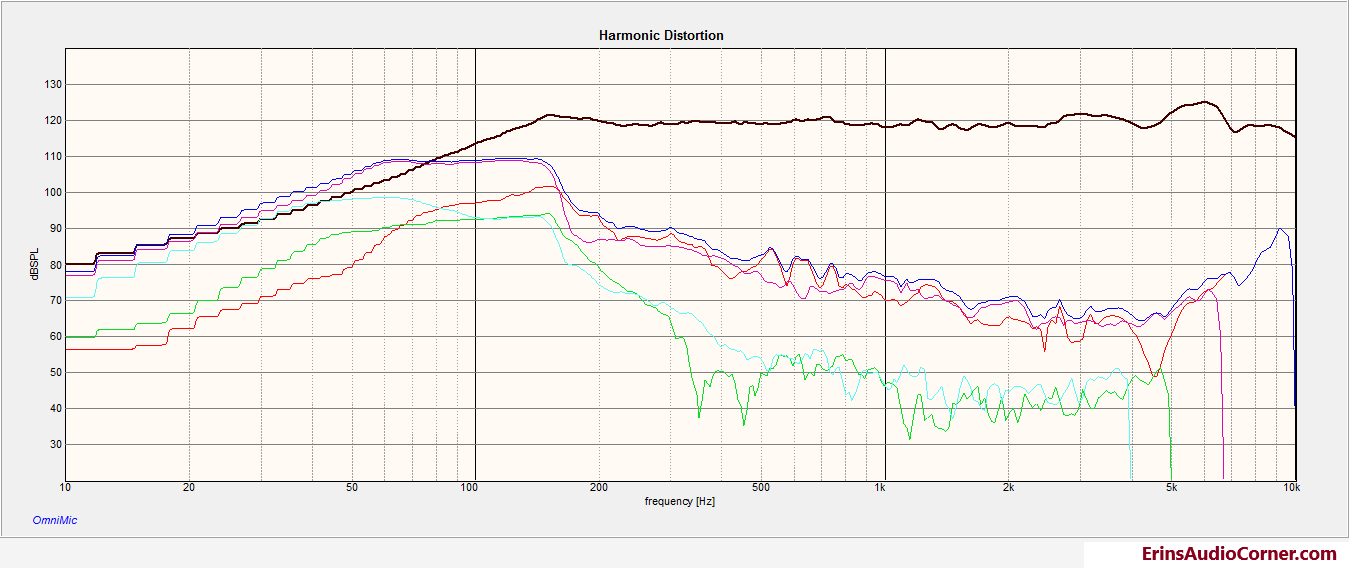 Harmonic Distortion
130
120
110
100
90
80
70
60
50
40
30
dBSPL
10 20 50 100 200 500 1k 2k 5k 10k
frequency [Hz]
OmniMic
ErinsAudioCorner.com